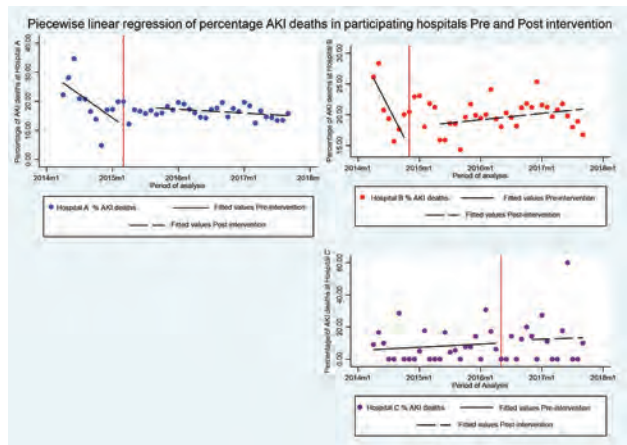 Piecewise linear regression of percentage AKI deaths in participating hospitals Pre and Post intervention
Percentage of AKI deaths at Hospital A
40.00
30.00
20.00
10.00
0.00
2014m1 2015m1 2016m1 2017m1 2018m1
Period of analysis
Hospital A % AKI deaths Fitted values Pre-intervention
Fitted values Post-intervention
Percentage of AKI deaths at Hospital B
30.00
25.00
20.00
15.00
2014m1 2015m1 2016m1 2017m1 2018m1
Period of analysis
Hospital B % AKI deaths Fitted values Pre-intervention
Fitted values Post-intervention
Percentage of AKI deaths at Hospital C
60.00
40.00
20.00
0.00
2014m1 2015m1 2016m1 2017m1 2018m1
Period of Analysis
Hospital C % AKI deaths Fitted values Pre-intervention
Fitted values Post-intervention